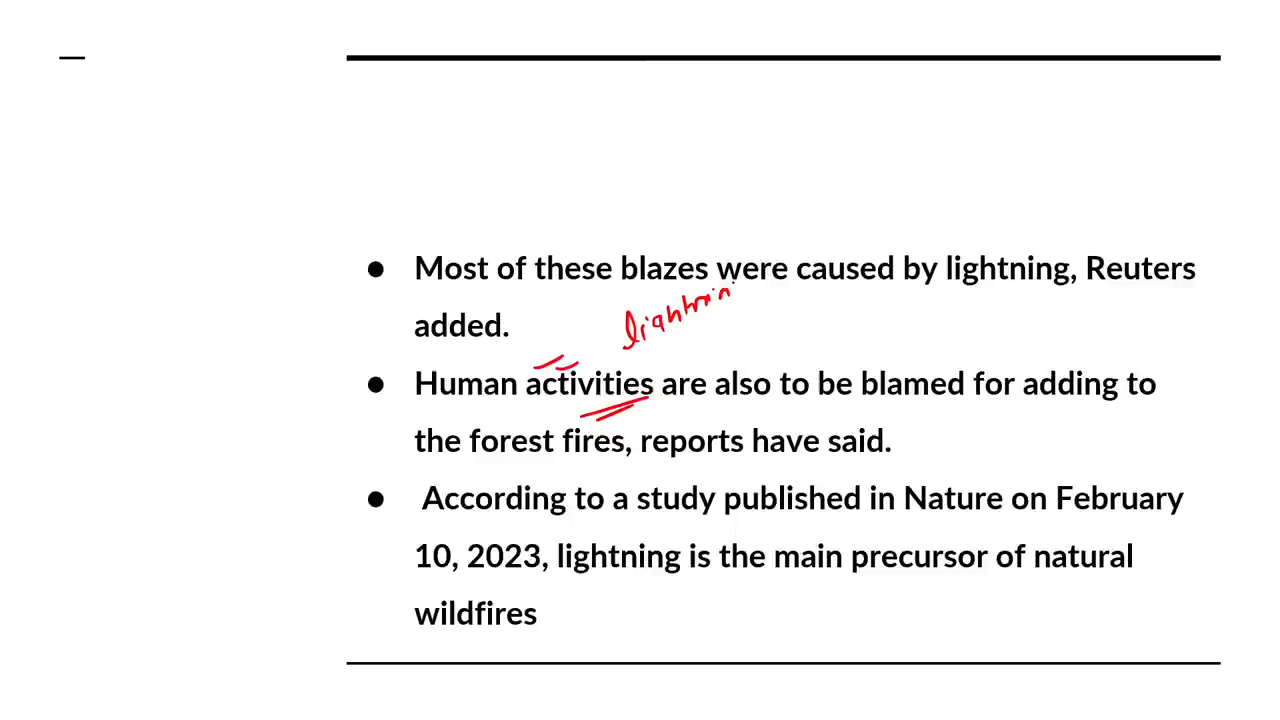 ● Most of these blazes were caused by lightning, Reuters
added.
● Human activities are also to be blamed for adding to
the forest fires, reports have said.
● According to a study published in Nature on February
10, 2023, lightning is the main precursor of natural
wildfires